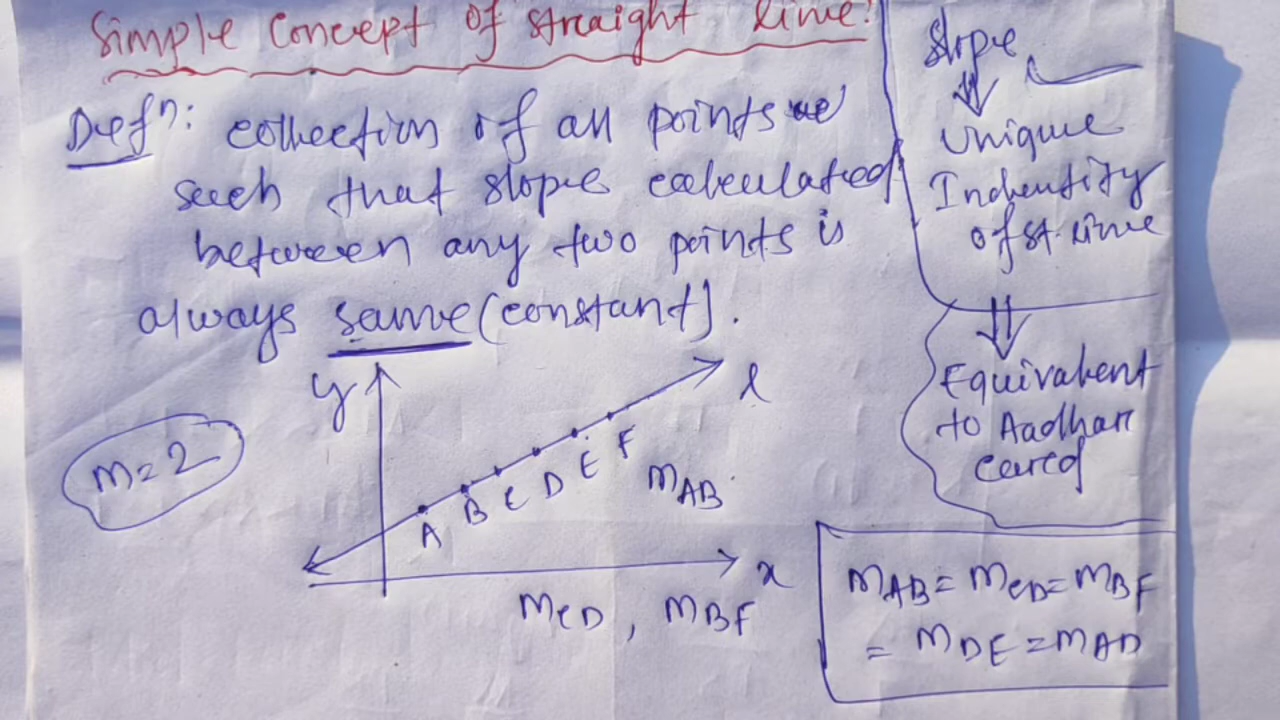 Simple Concept of straight line:
Defn: collection of all points
such that slope calculated
between any two points is
always same (constant).
y
l
m=2
A B C D E F
mAB
x
mCD, mBF
Slope
Unique
Indentity
of st. line
Equivalent
to Aadhar
card
mAB = mCD = mBF
= mDE = mAD